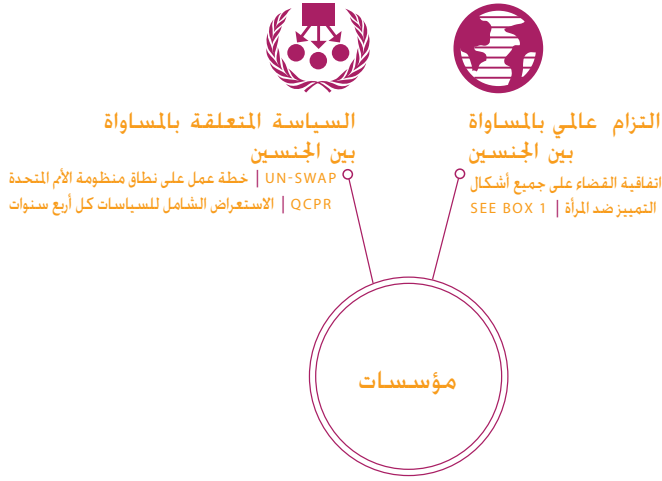 التزام عالمي بالمساواة
بين الجنسين
اتفاقية القضاء على جميع أشكال
التمييز ضد المرأة | SEE BOX 1
السياسة المتعلقة بالمساواة
بين الجنسين
UN-SWAP | خطة عمل على نطاق منظومة الأمم المتحدة
QCPR | الاستعراض الشامل للسياسات كل أربع سنوات
مؤسسات